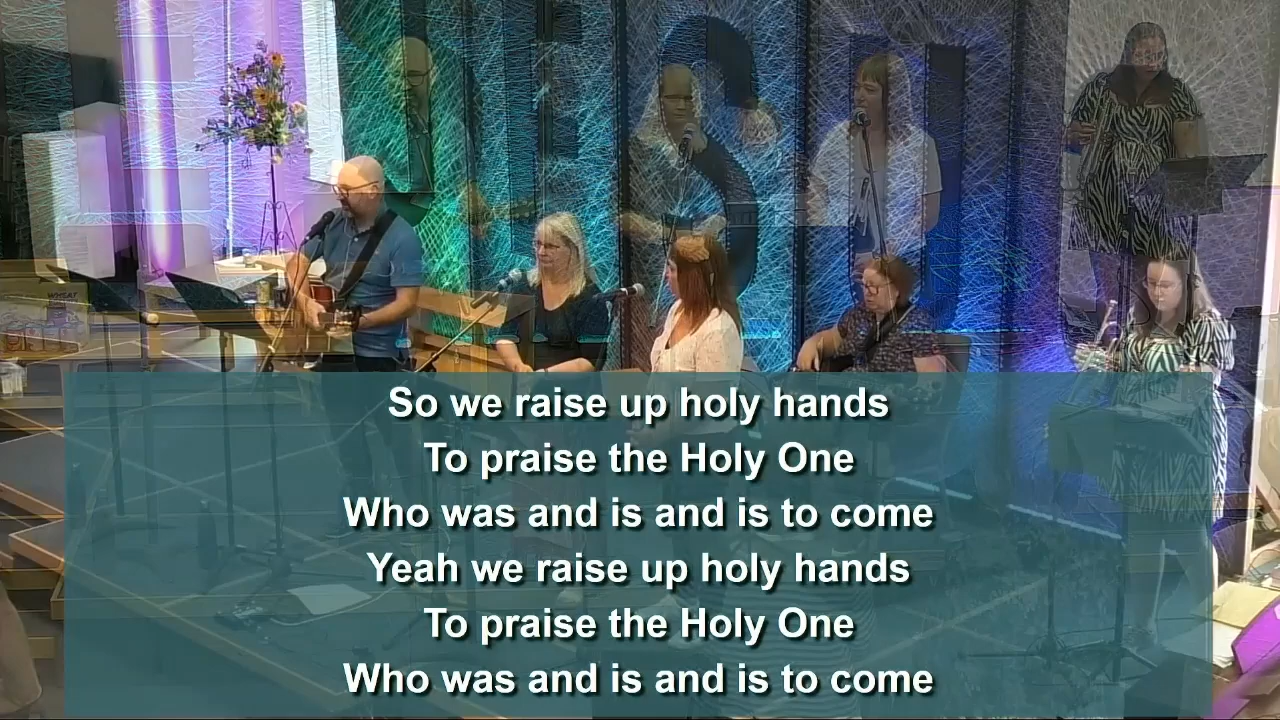 WHEAT
So we raise up holy hands
To praise the Holy One
Who was and is and is to come
Yeah we raise up holy hands
To praise the Holy One
Who was and is and is to come